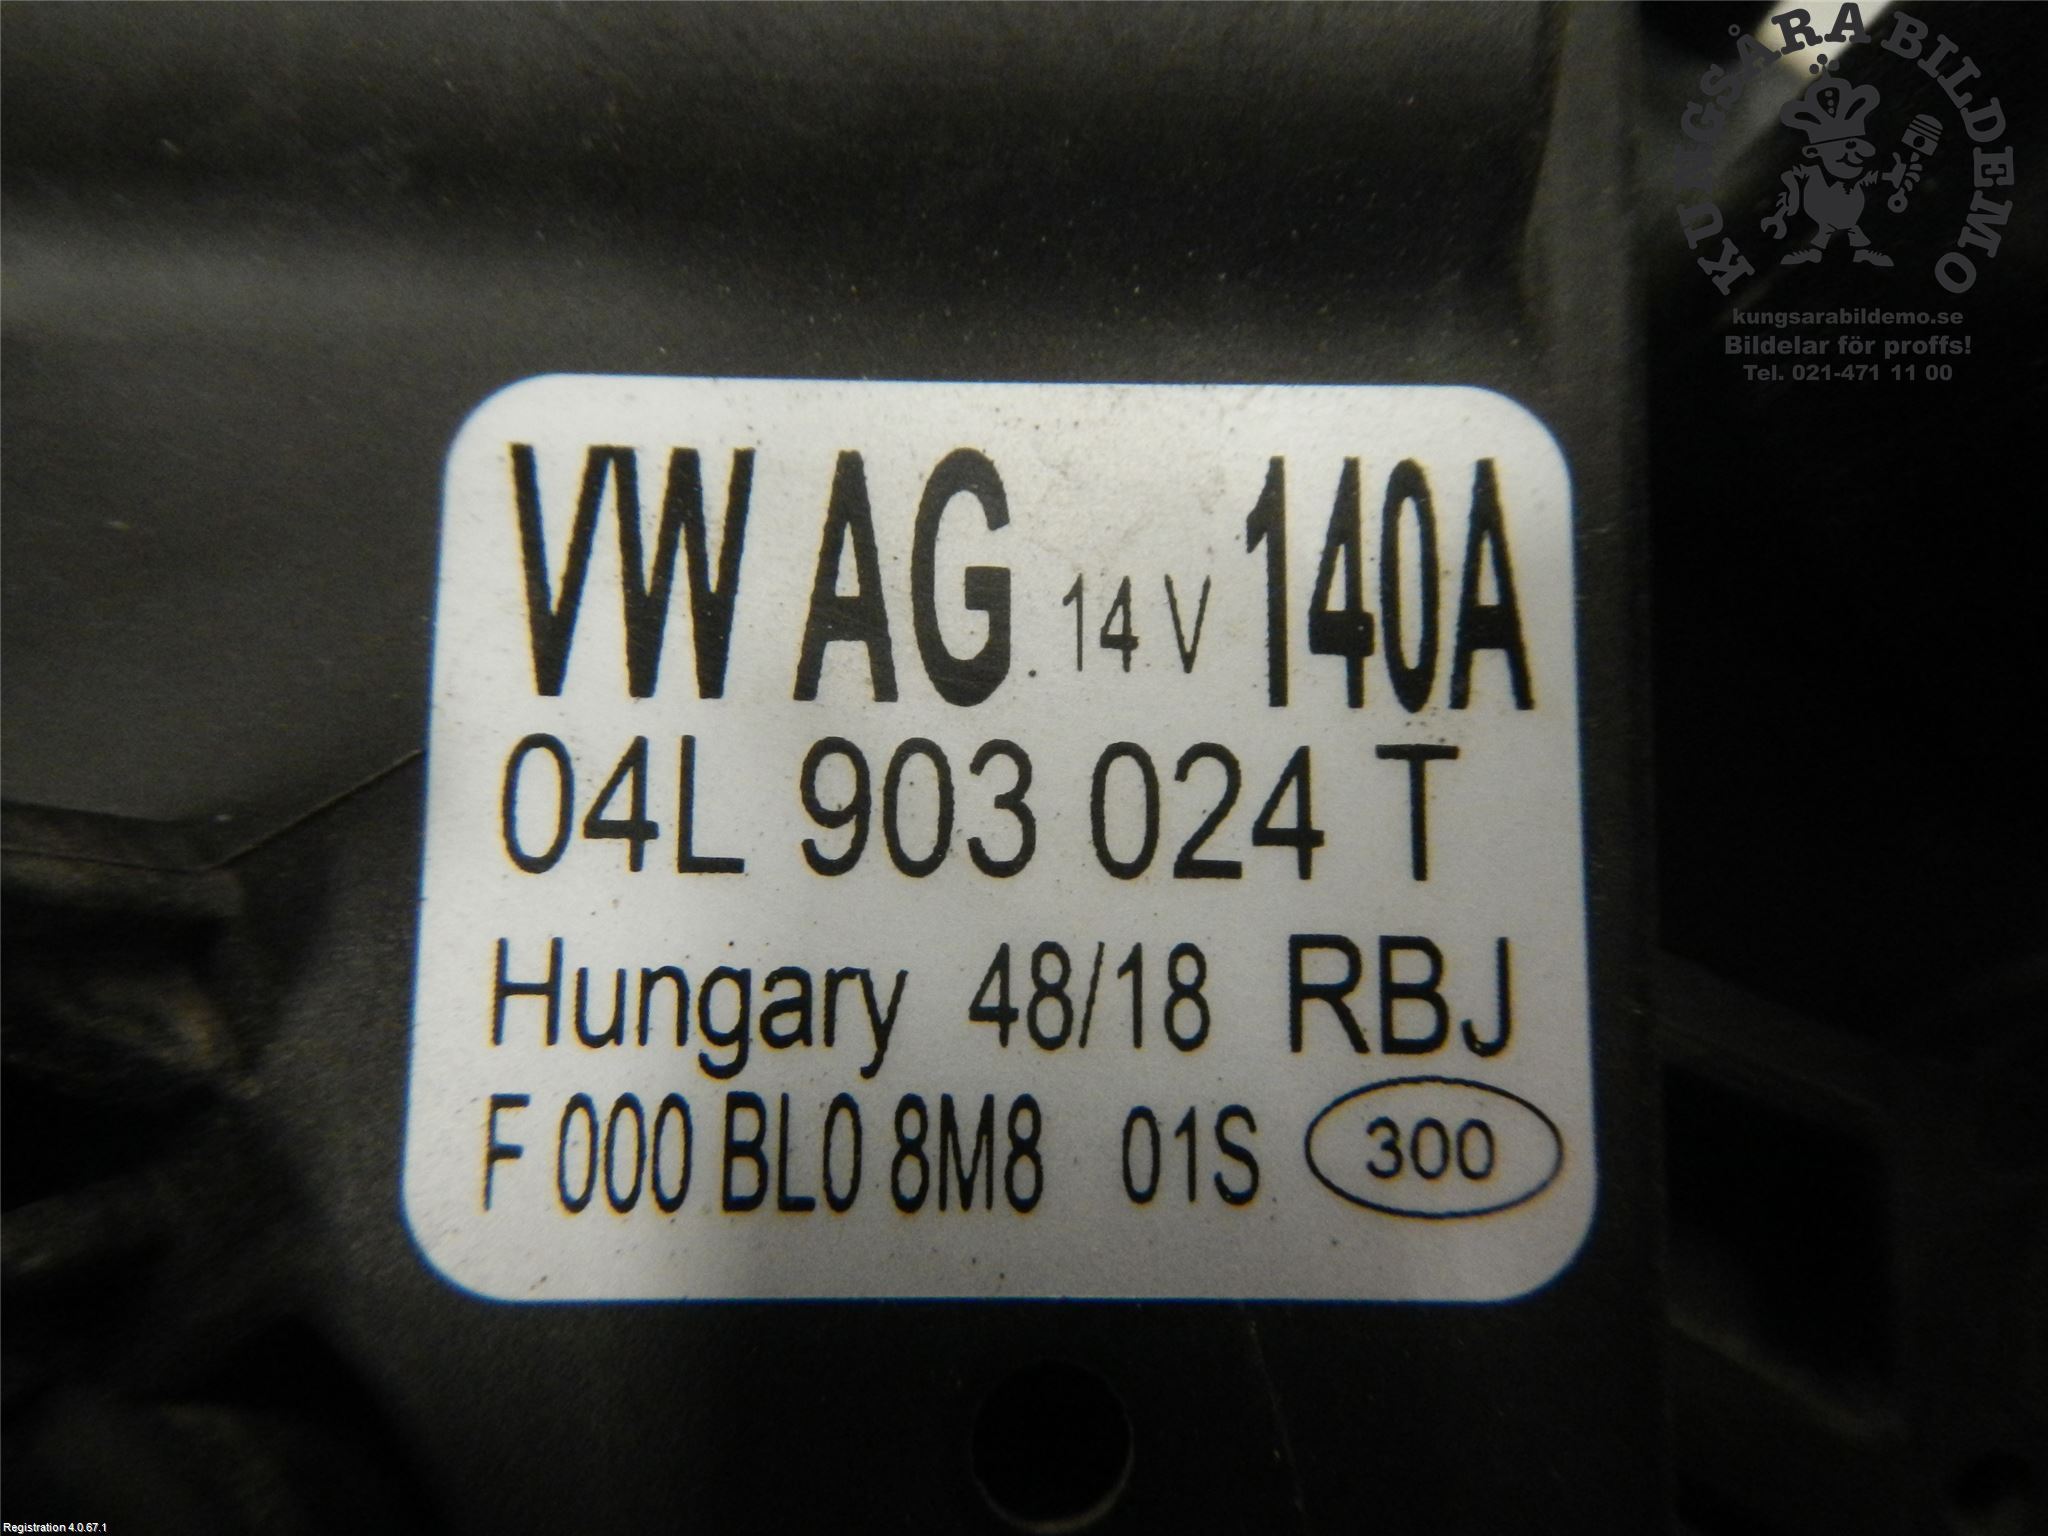 KUNGSÅRA BILDEMO
kungsarabildemo.se
Bildelar för proffs!
Tel. 021-471 11 00
VW AG 14 V 140A
04L 903 024 T
Hungary 48/18 RBJ
F 000 BL0 8M8 01S 300
Registration 4.0.67.1